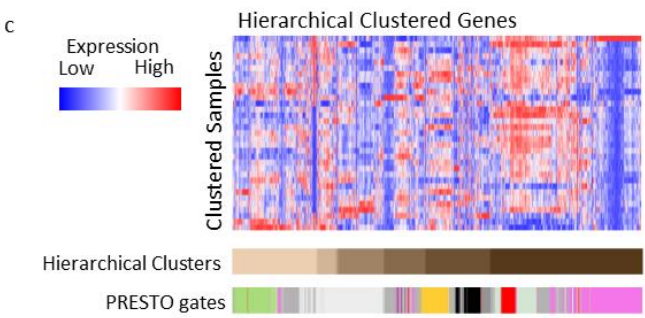 c
Hierarchical Clustered Genes
Expression
Low High
Clustered Samples
Hierarchical Clusters
PRESTO gates